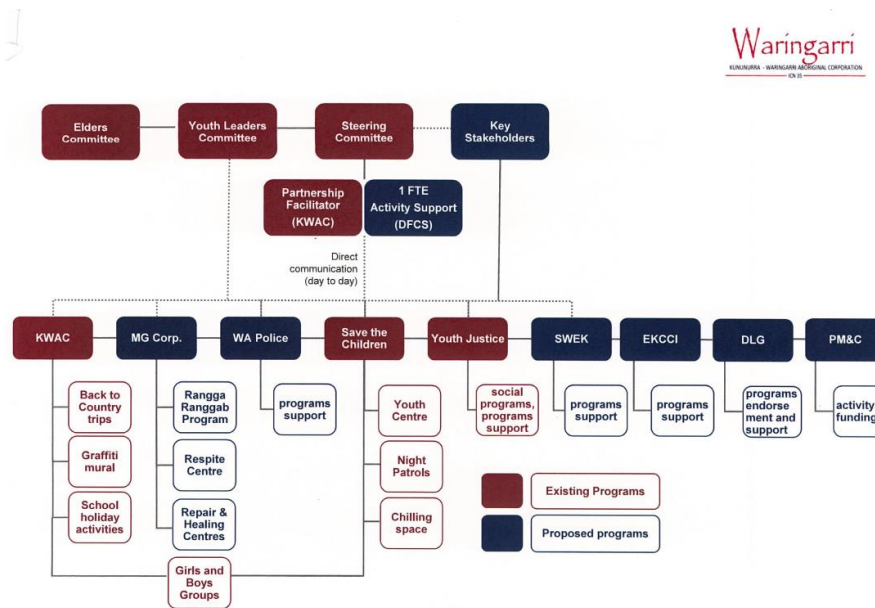 Waringarri
KUNUNURRA – WARINGARRI ABORIGINAL CORPORATION
ICN 35
Elders
Committee
Youth Leaders
Committee
Steering
Committee
Key
Stakeholders
Partnership
Facilitator
(KWAC)
1 FTE
Activity Support
(DFCS)
Direct
communication
(day to day)
KWAC
MG Corp.
WA Police
Save the
Children
Youth Justice
SWEK
EKCCI
DLG
PM&C
Back to
Country
trips
Rangga
Ranggab
Program
programs
support
Youth
Centre
social
programs,
programs
support
programs
support
programs
support
programs
endorse
ment and
support
activity
funding
Graffiti
mural
Respite
Centre
Night
Patrols
School
holiday
activities
Repair &
Healing
Centres
Chilling
space
Girls and
Boys
Groups
Existing Programs
Proposed programs